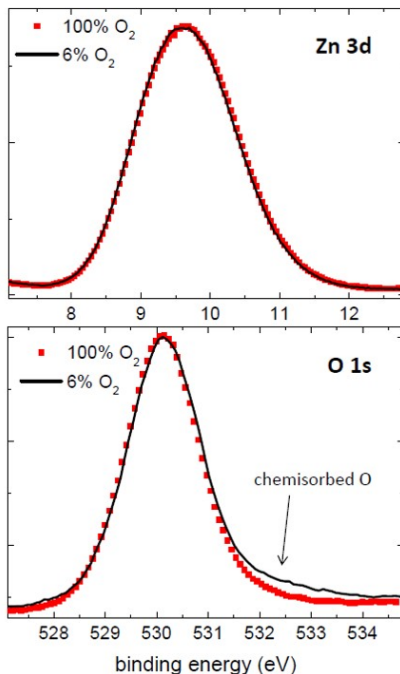 100% O₂
6% O₂
Zn 3d
8 9 10 11 12
100% O₂
6% O₂
O 1s
chemisorbed O
528 529 530 531 532 533 534
binding energy (eV)